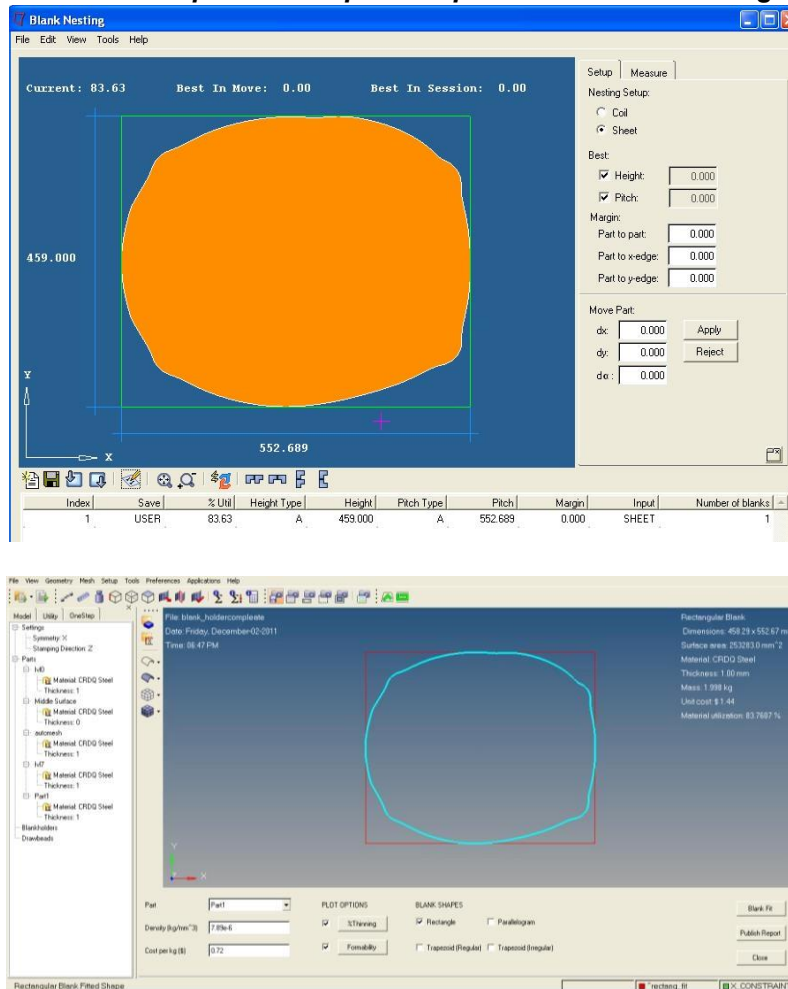 Blank Nesting
File Edit View Tools Help
Current: 83.63 Best In Move: 0.00 Best In Session: 0.00
459.000
552.689
Y
X
Setup Measure
Nesting Setup:
Coil
Sheet
Best:
Height: 0.000
Pitch: 0.000
Margin:
Part to part: 0.000
Part to x-edge: 0.000
Part to y-edge: 0.000
Move Part:
dx: 0.000 Apply
dy: 0.000 Reject
dα: 0.000
Index Save % Util Height Type Height Pitch Type Pitch Margin Input Number of blanks
1 USER 83.63 A 459.000 A 552.689 0.000 SHEET 1
File View Geometry Mesh Setup Tools Preferences Applications Help
Model Utility OneStep
Settings
Symmetry: X
Stamping Direction: Z
Parts
Material: CRDQ Steel
Thickness: 1
Middle Surface
Material: CRDQ Steel
Thickness: 0
automesh
Material: CRDQ Steel
Thickness: 1
Material: CRDQ Steel
Thickness: 1
Part1
Material: CRDQ Steel
Thickness: 1
Blankholders
Drawbeads
File: blank_holdercompleate
Date: Friday, December-02-2011
Time: 06:47 PM
Rectangular Blank:
Dimensions: 458.29 x 552.67 m
Surface area: 253283.0 mm^2
Material: CRDQ Steel
Thickness: 1.00 mm
Mass: 1.998 kg
Unit cost: $ 1.44
Material utilization: 83.7687 %
Y
X
Part Part1
Density (kg/mm^3) 7.89e-6
Cost per kg ($) 0.72
PLOT OPTIONS
%Thinning
Formability
BLANK SHAPES
Rectangle Parallelogram
Trapezoid (Regular) Trapezoid (Irregular)
Blank Fit
Publish Report
Close
Rectangular Blank Fitted Shape
rectang_fit X_CONSTRAINT